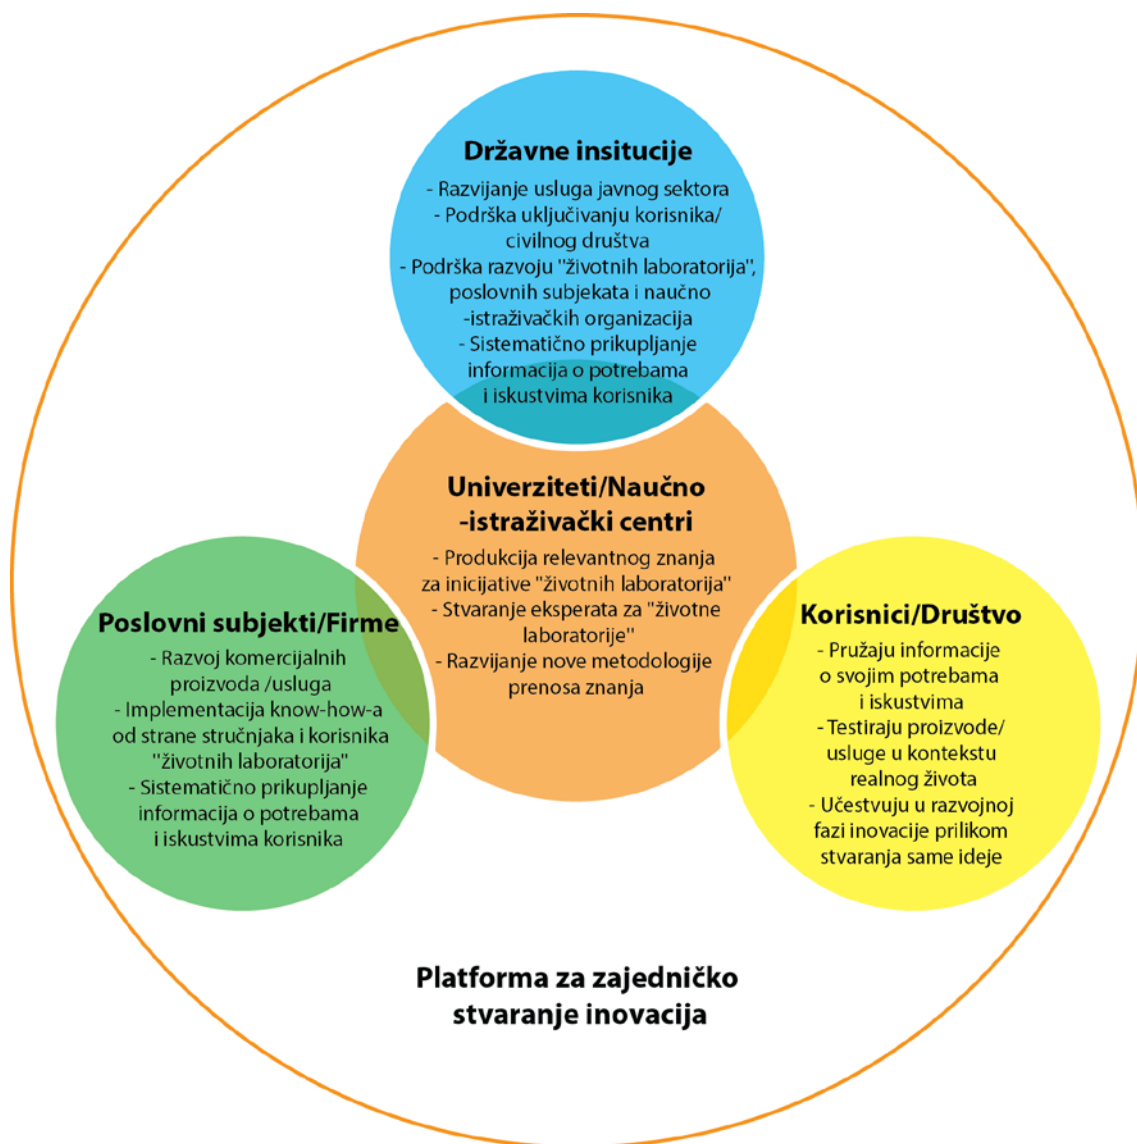 Državne insitucije
- Razvijanje usluga javnog sektora
- Podrška uključivanju korisnika/
civilnog društva
- Podrška razvoju "životnih laboratorija",
poslovnih subjekata i naučno
-istraživačkih organizacija
- Sistematično prikupljanje
informacija o potrebama
i iskustvima korisnika
Univerziteti/Naučno
-istraživački centri
- Produkcija relevantnog znanja
za inicijative "životnih laboratorija"
- Stvaranje eksperata za "životne
laboratorije"
- Razvijanje nove metodologije
prenosa znanja
Poslovni subjekti/Firme
- Razvoj komercijalnih
proizvoda /usluga
- Implementacija know-how-a
od strane stručnjaka i korisnika
"životnih laboratorija"
- Sistematično prikupljanje
informacija o potrebama
i iskustvima korisnika
Korisnici/Društvo
- Pružaju informacije
o svojim potrebama
i iskustvima
- Testiraju proizvode/
usluge u kontekstu
realnog života
- Učestvuju u razvojnoj
fazi inovacije prilikom
stvaranja same ideje
Platforma za zajedničko
stvaranje inovacija